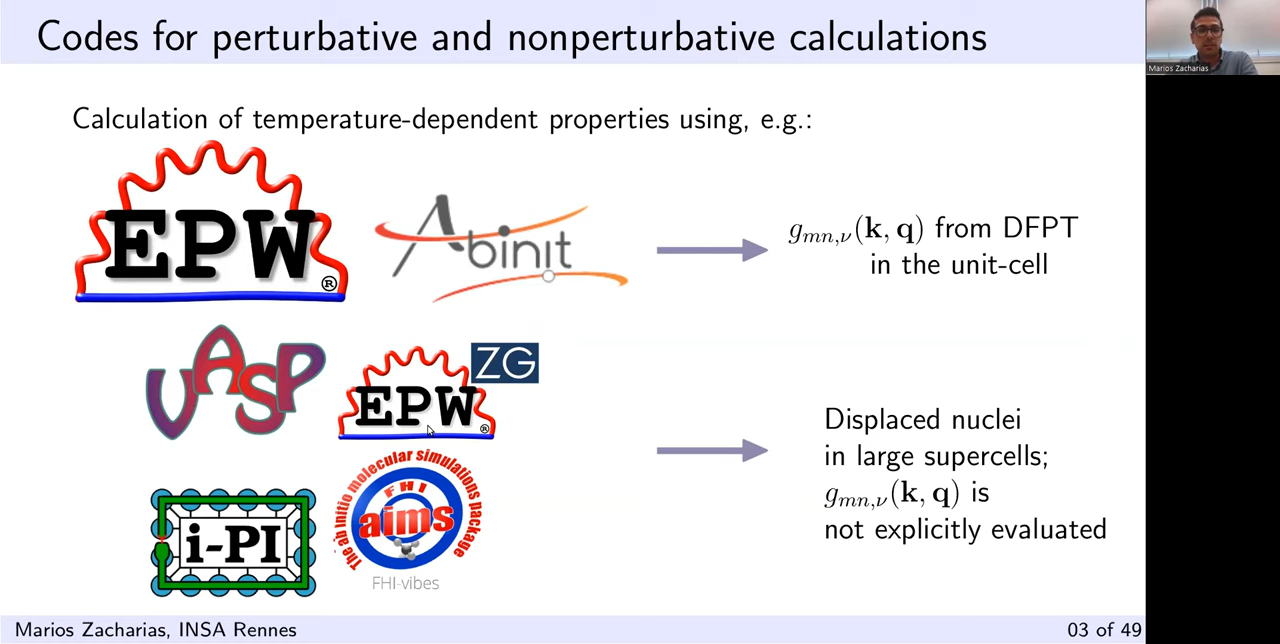 Codes for perturbative and nonperturbative calculations
Marios Zacharias
Calculation of temperature-dependent properties using, e.g.:
EPW®
Abinit
g_{mn,ν}(k, q) from DFPT
in the unit-cell
VASP
ZG
EPW®
Displaced nuclei
in large supercells;
g_{mn,ν}(k, q) is
not explicitly evaluated
i-PI
The ab initio molecular simulations package
FHI
aims
FHI-vibes
Marios Zacharias, INSA Rennes
03 of 49